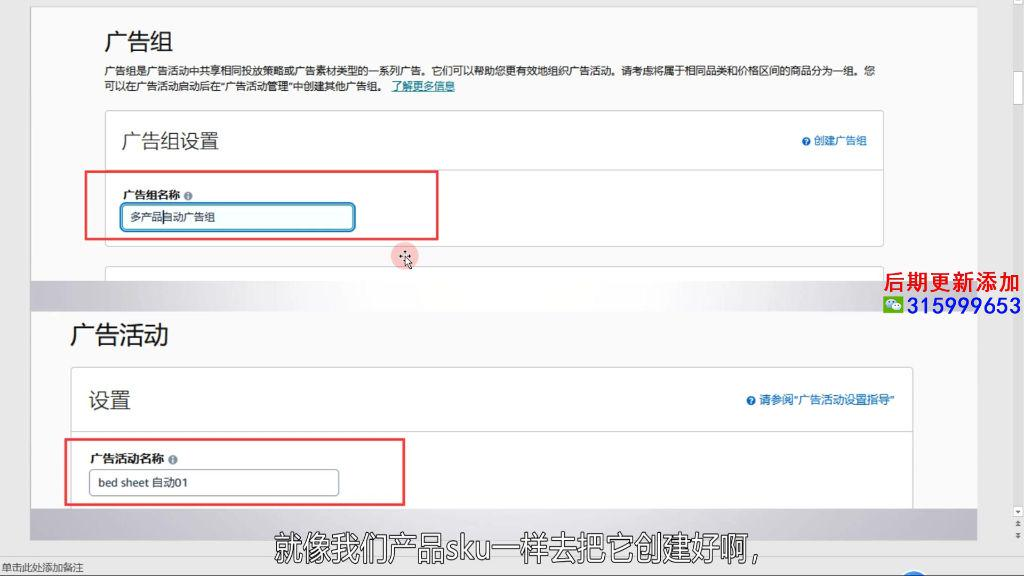 广告组
广告组是广告活动中共享相同投放策略或广告素材类型的一系列广告。它们可以帮助您更有效地组织广告活动。请考虑将属于相同品类和价格区间的商品分为一组。您
可以在广告活动启动后在“广告活动管理”中创建其他广告组。 了解更多信息
广告组设置
创建广告组
广告组名称
多产品自动广告组
后期更新添加
315999653
广告活动
设置
请参阅“广告活动设置指导”
广告活动名称
bed sheet 自动01
就像我们产品sku一样去把它创建好啊，
单击此处添加备注